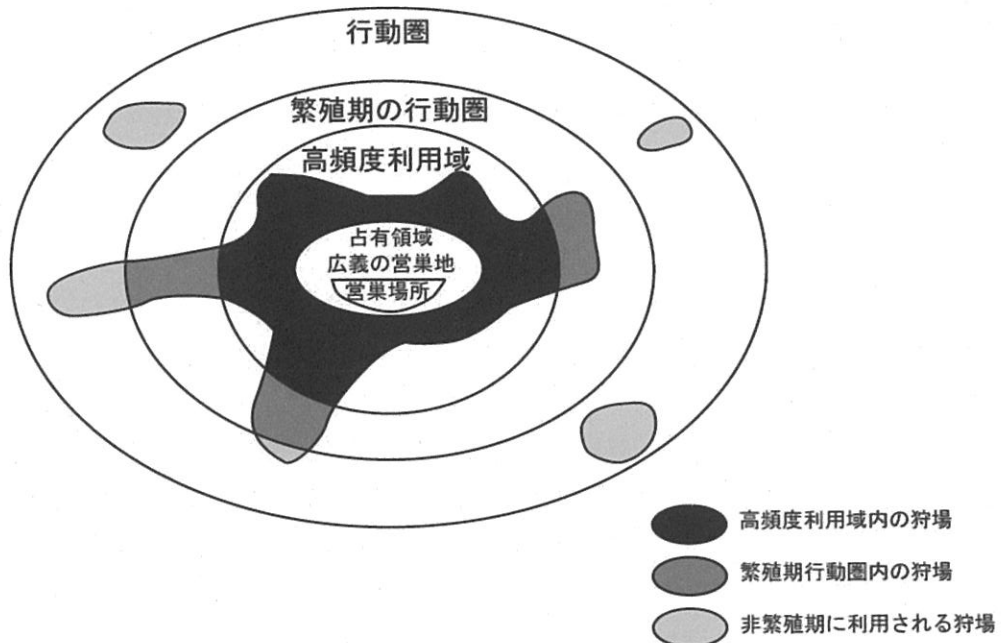 行動圏
繁殖期の行動圏
高頻度利用域
占有領域
広義の営巣地
営巣場所
高頻度利用域内の狩場
繁殖期行動圏内の狩場
非繁殖期に利用される狩場